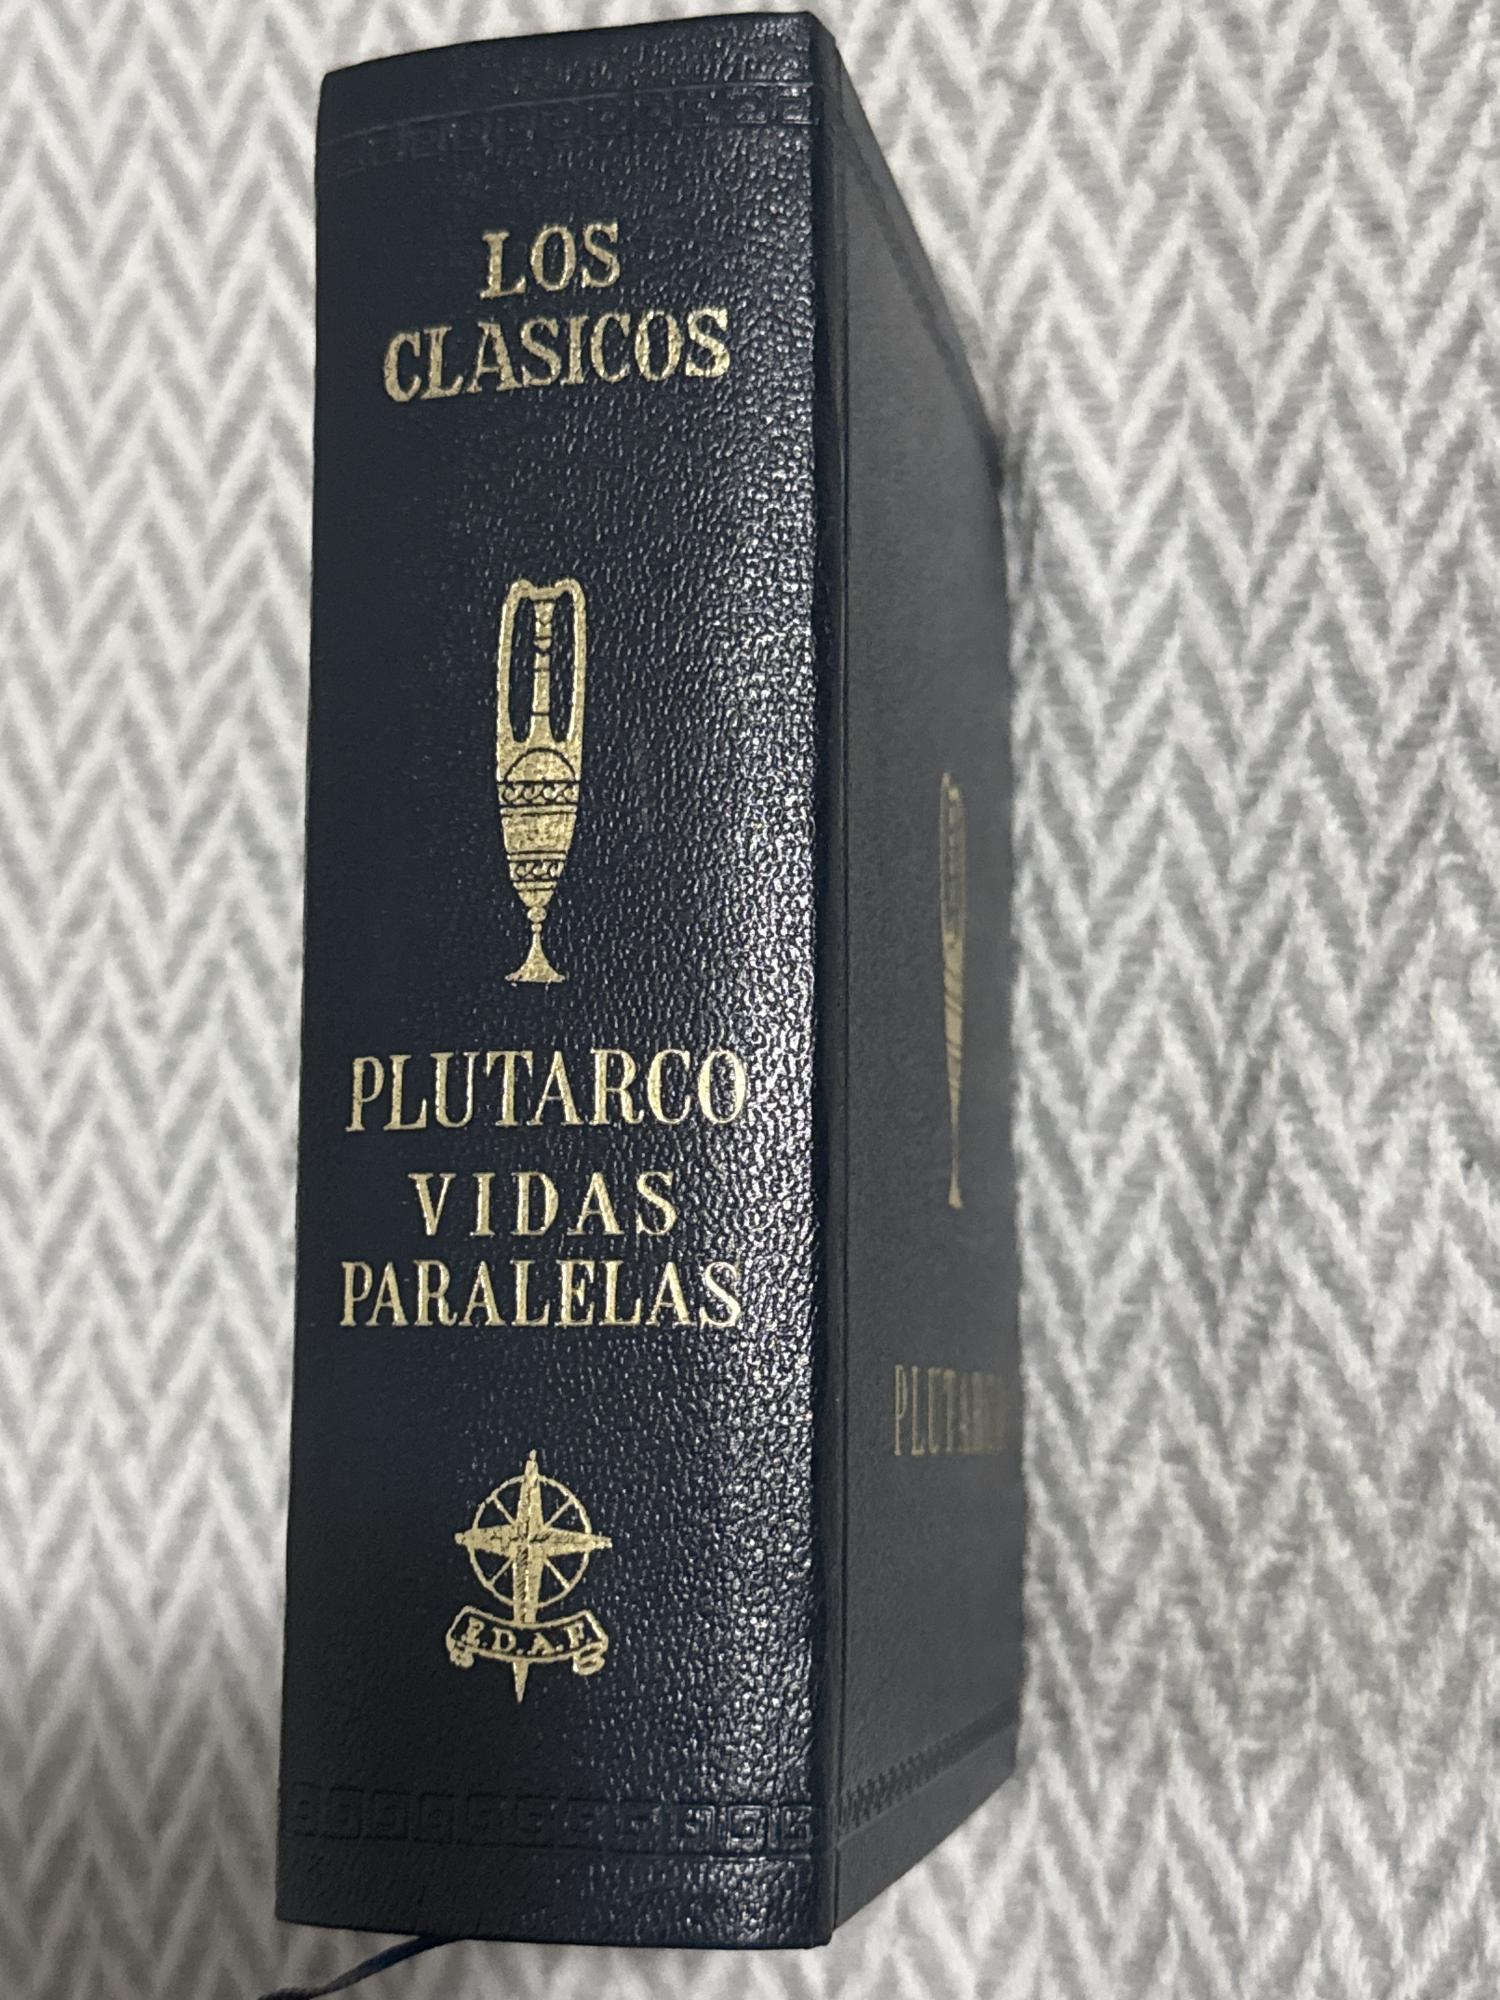 LOS
CLASICOS
PLUTARCO
VIDAS
PARALELAS
E.D.A.F.
PLUTARCO